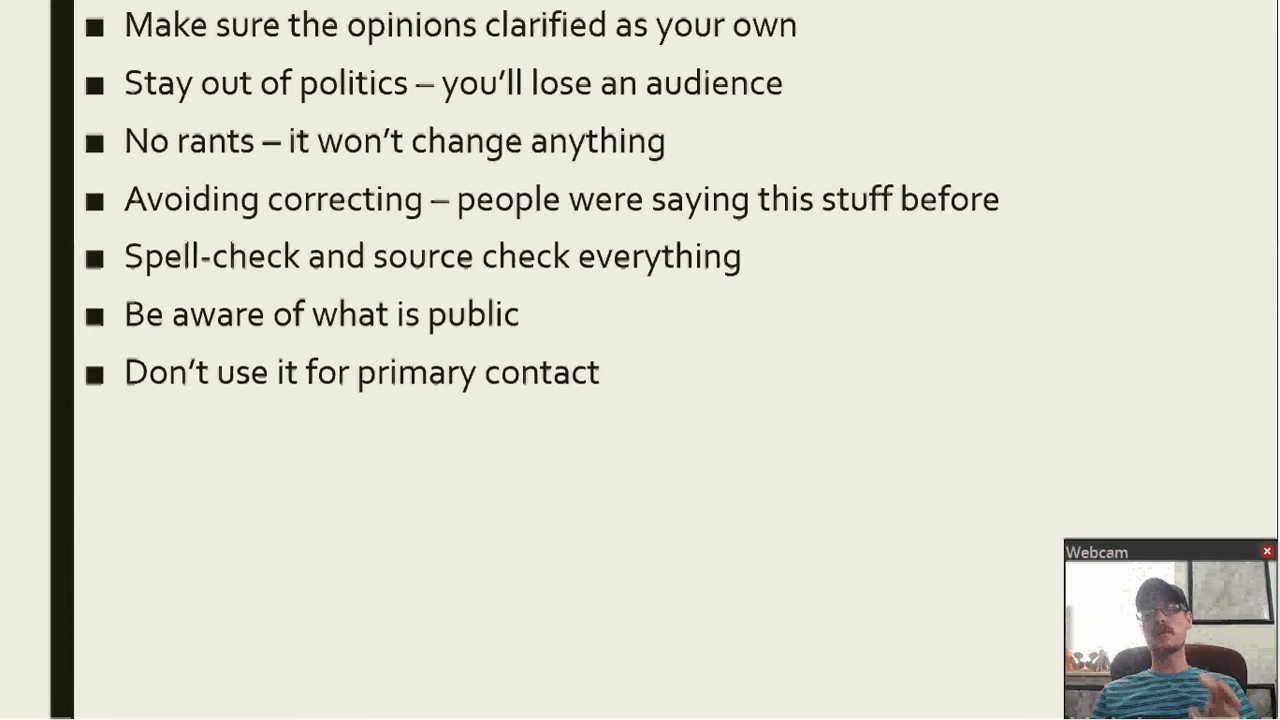 Make sure the opinions clarified as your own
Stay out of politics – you’ll lose an audience
No rants – it won’t change anything
Avoiding correcting – people were saying this stuff before
Spell-check and source check everything
Be aware of what is public
Don’t use it for primary contact
Webcam